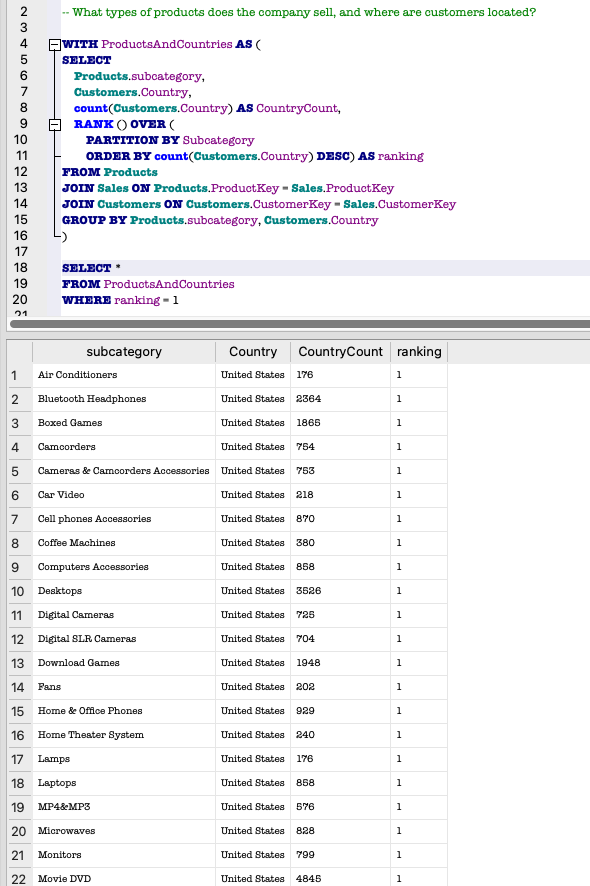 2 -- What types of products does the company sell, and where are customers located?
3
4 WITH ProductsAndCountries AS (
5 SELECT
6 Products.subcategory,
7 Customers.Country,
8 count(Customers.Country) AS CountryCount,
9 RANK () OVER (
10 PARTITION BY Subcategory
11 ORDER BY count(Customers.Country) DESC) AS ranking
12 FROM Products
13 JOIN Sales ON Products.ProductKey = Sales.ProductKey
14 JOIN Customers ON Customers.CustomerKey = Sales.CustomerKey
15 GROUP BY Products.subcategory, Customers.Country
16 )
17
18 SELECT *
19 FROM ProductsAndCountries
20 WHERE ranking = 1
21
subcategory Country CountryCount ranking
1 Air Conditioners United States 176 1
2 Bluetooth Headphones United States 2364 1
3 Boxed Games United States 1865 1
4 Camcorders United States 754 1
5 Cameras & Camcorders Accessories United States 753 1
6 Car Video United States 218 1
7 Cell phones Accessories United States 870 1
8 Coffee Machines United States 380 1
9 Computers Accessories United States 858 1
10 Desktops United States 3526 1
11 Digital Cameras United States 725 1
12 Digital SLR Cameras United States 704 1
13 Download Games United States 1948 1
14 Fans United States 202 1
15 Home & Office Phones United States 929 1
16 Home Theater System United States 240 1
17 Lamps United States 176 1
18 Laptops United States 858 1
19 MP4&MP3 United States 576 1
20 Microwaves United States 828 1
21 Monitors United States 799 1
22 Movie DVD United States 4845 1